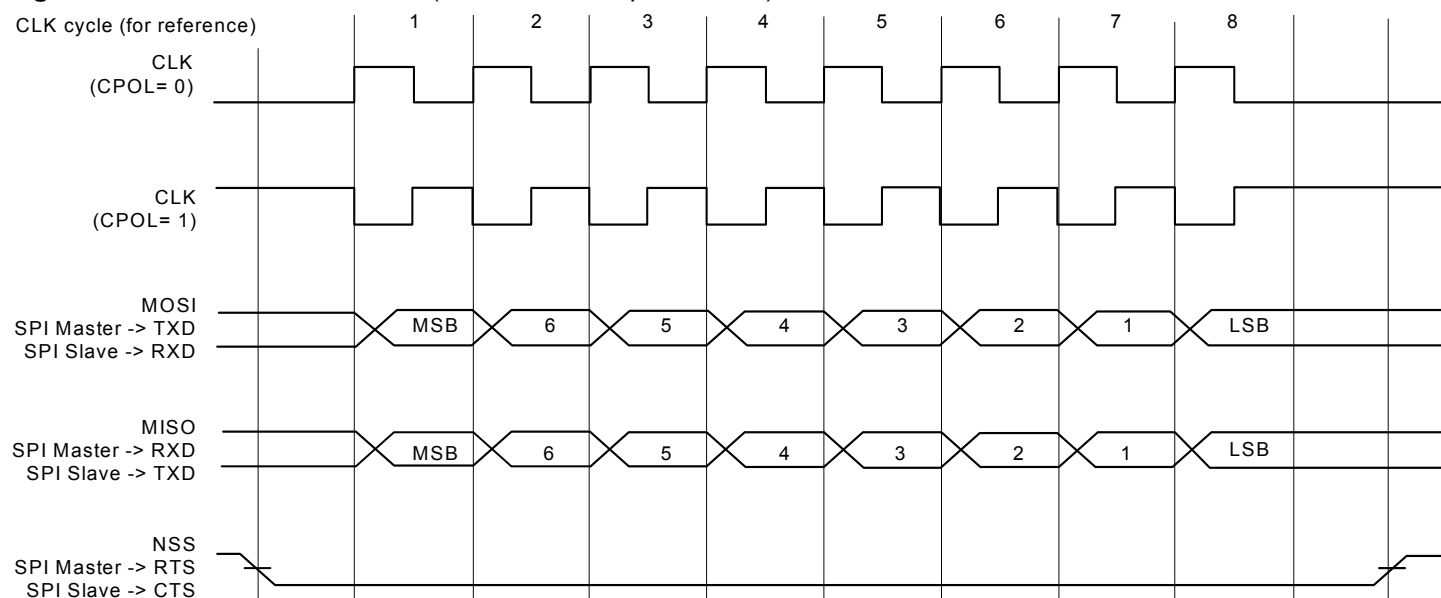 CLK cycle (for reference)
1 2 3 4 5 6 7 8
CLK
(CPOL= 0)
CLK
(CPOL= 1)
MOSI
SPI Master -> TXD
SPI Slave -> RXD
MSB 6 5 4 3 2 1 LSB
MISO
SPI Master -> RXD
SPI Slave -> TXD
MSB 6 5 4 3 2 1 LSB
NSS
SPI Master -> RTS
SPI Slave -> CTS